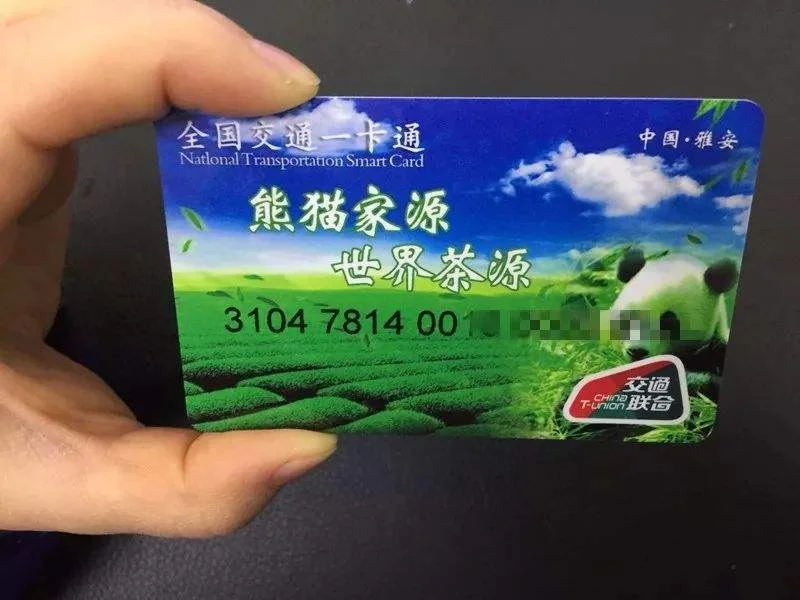 全国交通一卡通
National Transportation Smart Card
中国·雅安
熊猫家源
世界茶源
3104 7814 00
交通
联合
CHINA
T-UNION